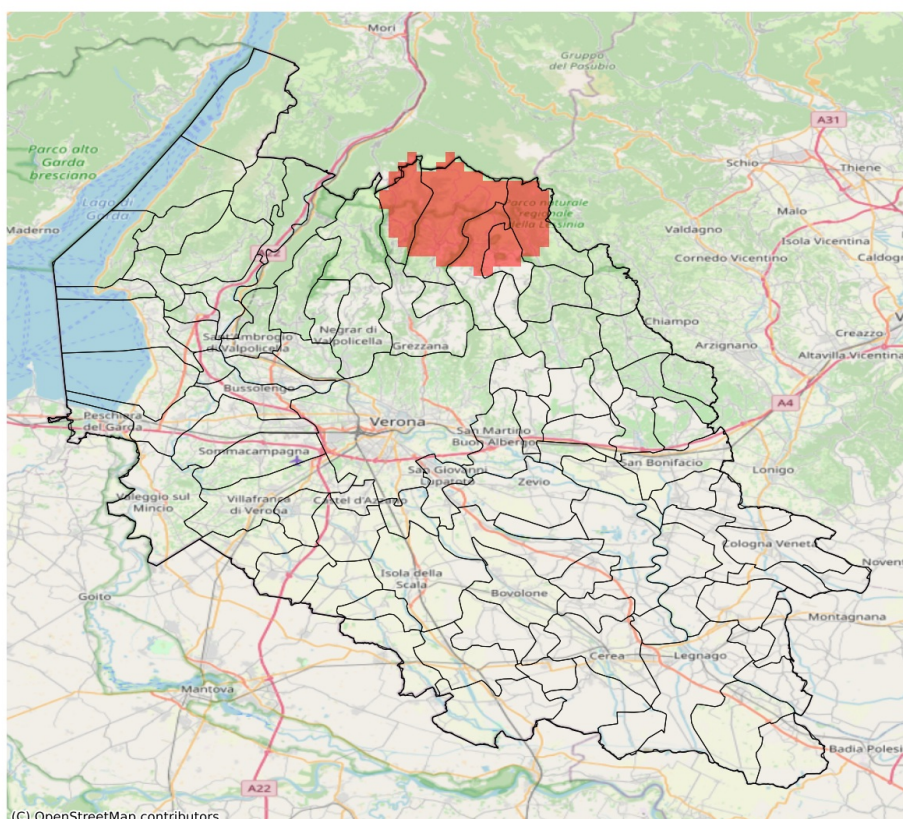 Mori
Gruppo
del Pasubio
A31
Parco alto
Garda
bresciano
Schio
Thiene
Lago di
Garda
Parco naturale
regionale
della Lessinia
Malo
Maderno
Valdagno
Isola Vicentina
A22
Cornedo Vicentino
Caldogn
Chiampo
Sant'Ambrogio
di Valpolicella
Negrar di
Valpolicella
Grezzana
Arzignano
Creazzo
Altavilla Vicentina
Bussolengo
A4
Peschiera
del Garda
Verona
San Martino
Buon Albergo
Sommacampagna
San Giovanni
Lupatoto
Zevio
San Bonifacio
Lonigo
Valeggio sul
Mincio
Villafranca
di Verona
Castel d'Azzano
Cologna Veneta
Noven
Isola della
Scala
Goito
Bovolone
Montagnana
Cerea
Legnago
Mantova
Badia Polesi
A22
(C) OpenStreetMap contributors